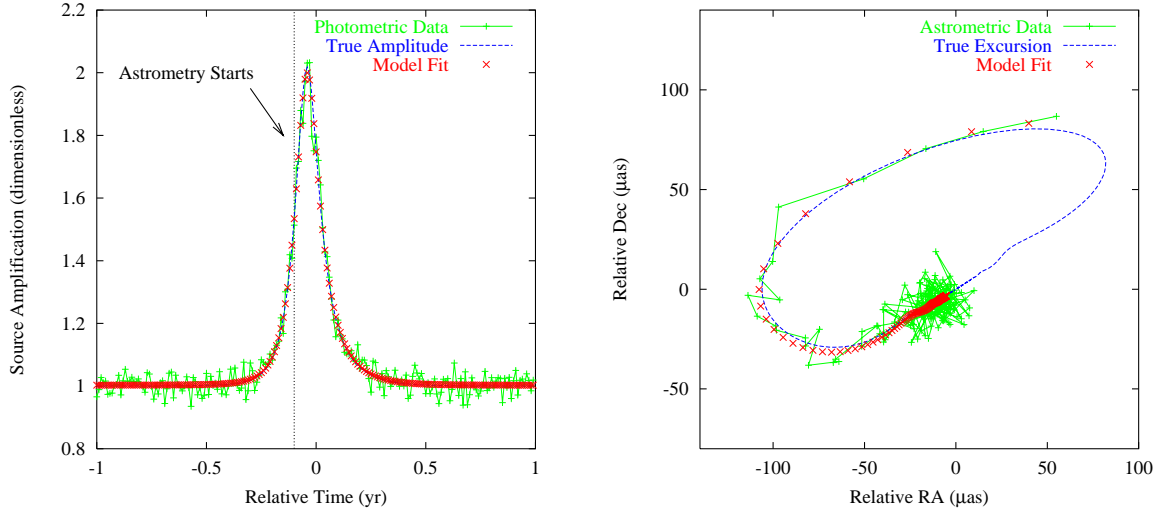 Source Amplification (dimensionless)
2.2
2
1.8
1.6
1.4
1.2
1
0.8
Photometric Data
True Amplitude
Model Fit
Astrometry Starts
-1
-0.5
0
0.5
1
Relative Time (yr)
Relative Dec (μas)
100
50
0
-50
Astrometric Data
True Excursion
Model Fit
-100
-50
0
50
100
Relative RA (μas)